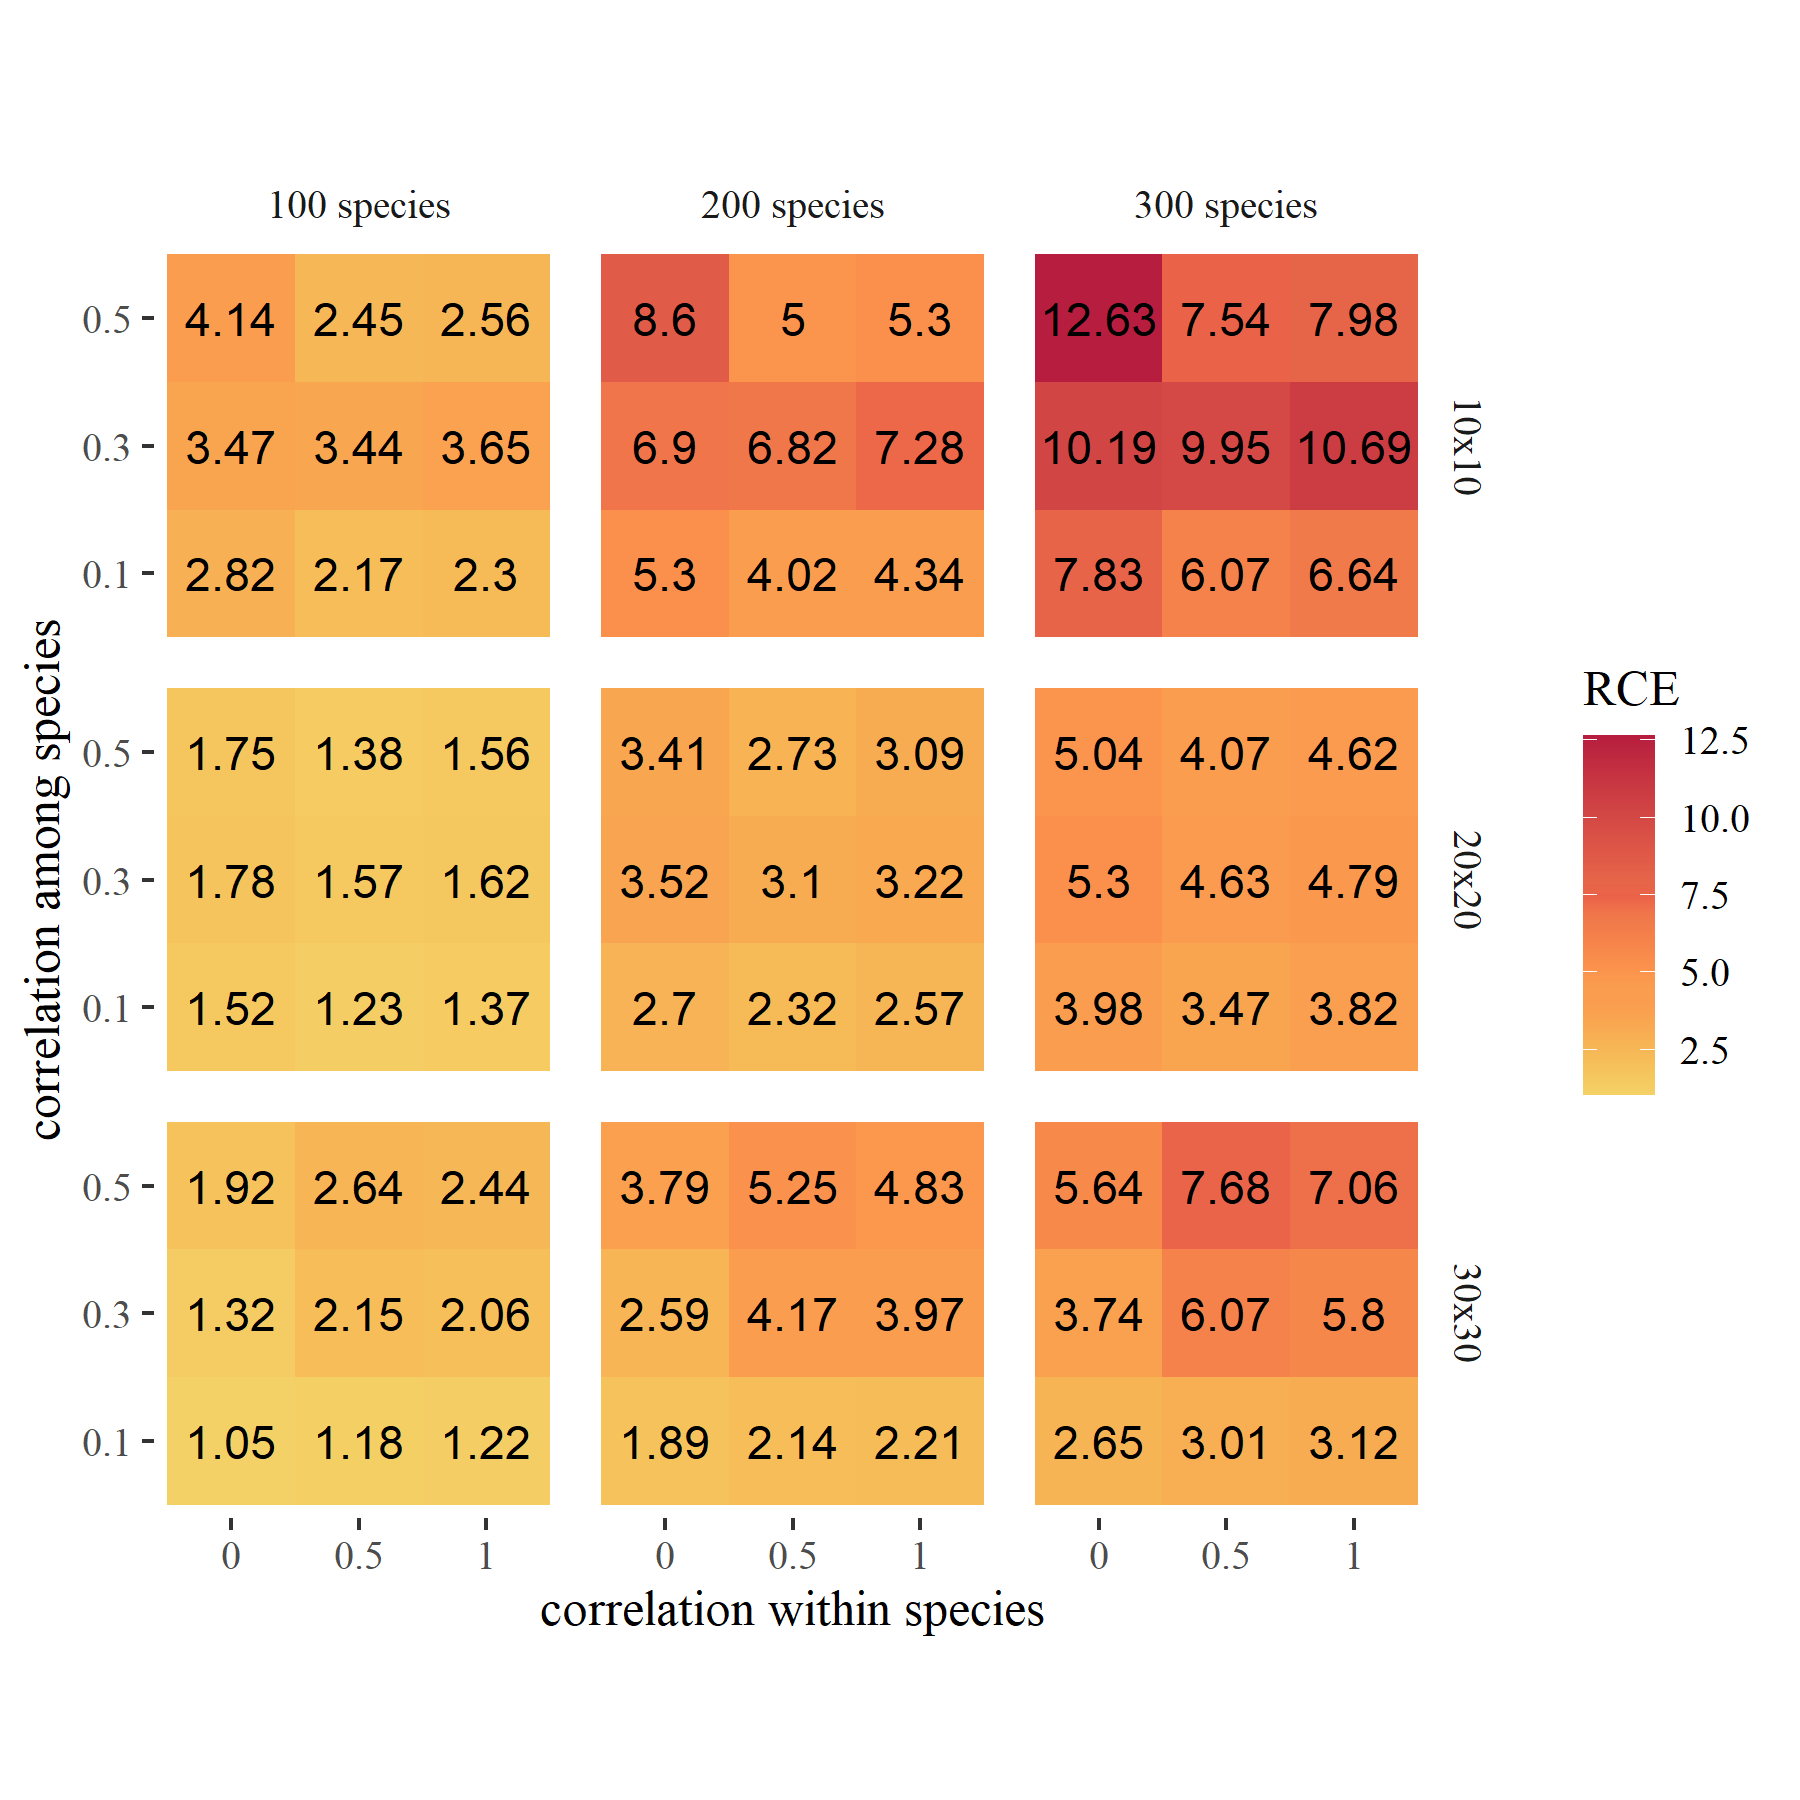 100 species 200 species 300 species
0.5 4.14 2.45 2.56 8.6 5 5.3 12.63 7.54 7.98
0.3 3.47 3.44 3.65 6.9 6.82 7.28 10.19 9.95 10.69
10x10
0.1 2.82 2.17 2.3 5.3 4.02 4.34 7.83 6.07 6.64
correlation among species
0.5 1.75 1.38 1.56 3.41 2.73 3.09 5.04 4.07 4.62
0.3 1.78 1.57 1.62 3.52 3.1 3.22 5.3 4.63 4.79
20x20
0.1 1.52 1.23 1.37 2.7 2.32 2.57 3.98 3.47 3.82
0.5 1.92 2.64 2.44 3.79 5.25 4.83 5.64 7.68 7.06
0.3 1.32 2.15 2.06 2.59 4.17 3.97 3.74 6.07 5.8
30x30
0.1 1.05 1.18 1.22 1.89 2.14 2.21 2.65 3.01 3.12
0 0.5 1 0 0.5 1 0 0.5 1
correlation within species
RCE
12.5
10.0
7.5
5.0
2.5